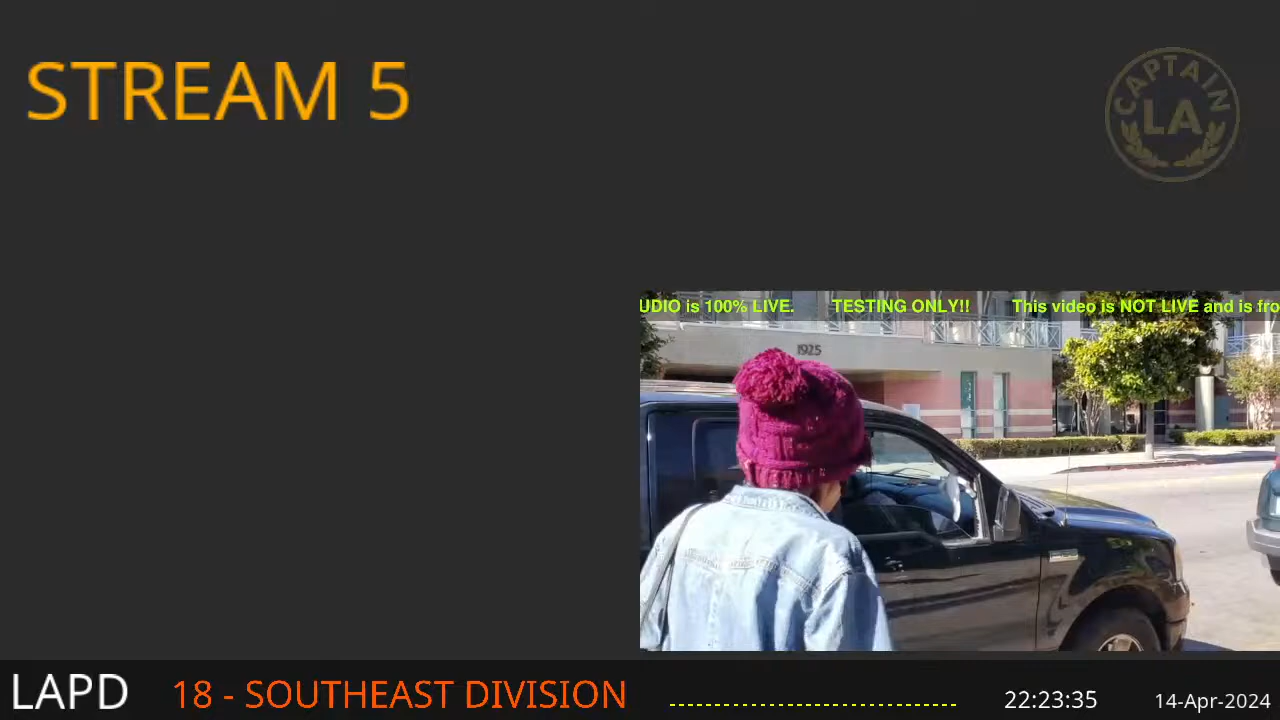 STREAM 5
CAPTAIN
LA
UDIO is 100% LIVE. TESTING ONLY!! This video is NOT LIVE and is fro
1925
LAPD 18 - SOUTHEAST DIVISION 22:23:35 14-Apr-2024